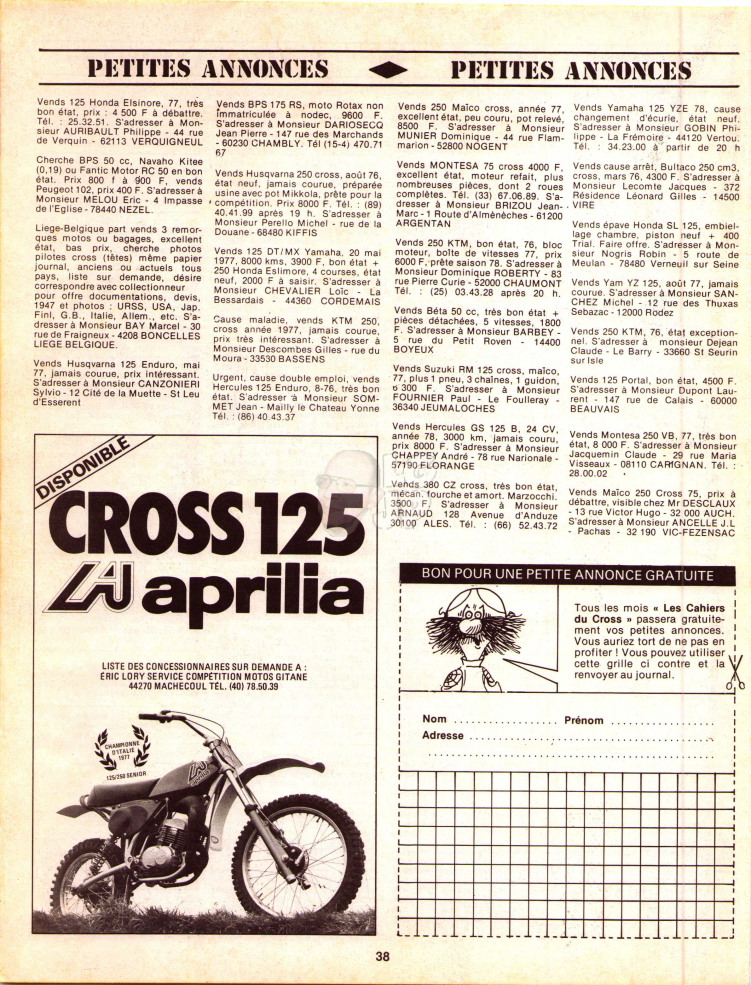 PETITES ANNONCES
PETITES ANNONCES
Vends 125 Honda Elsinore, 77, très
bon état, prix : 4 500 F à débattre.
Tél. : 25.32.51. S'adresser à Mon-
sieur AURIBAULT Philippe - 44 rue
de Verquin - 62113 VERQUIGNEUL
Cherche BPS 50 cc, Navaho Kitee
(0,19) ou Fantic Motor RC 50 en bon
état. Prix 800 f à 900 F, vends
Peugeot 102, prix 400 F. S'adresser à
Monsieur MELOU Eric - 4 Impasse
de l'Eglise - 78440 NEZEL.
Liege-Belgique part vends 3 remor-
ques motos ou bagages, excellent
état, bas prix, cherche photos
pilotes cross (têtes) même papier
journal, anciens ou actuels tous
pays, liste sur demande, désire
correspondre avec collectionneur
pour offre documentations, devis,
1947 et photos : URSS, USA, Jap.
Finl, G.B., Italie, Allem., etc. S'a-
dresser à Monsieur BAY Marcel - 30
rue de Fraigneux - 4208 BONCELLES
LIEGE BELGIQUE.
Vends Husqvarna 125 Enduro, mai
77, jamais courue, prix intéressant.
S'adresser à Monsieur CANZONIERI
Sylvio - 12 Cité de la Muette - St Leu
d'Esserent
Vends BPS 175 RS, moto Rotax non
immatriculée à nodec, 9600 F.
S'adresser à Monsieur DARIOSECQ
Jean Pierre - 147 rue des Marchands
- 60230 CHAMBLY. Tél (15-4) 470.71
67
Vends Husqvarna 250 cross, août 76,
état neuf, jamais courue, préparée
usine avec pot Mikkola, prête pour la
compétition. Prix 8000 F. Tél. : (89)
40.41.99 après 19 h. S'adresser à
Monsieur Perello Michel - rue de la
Douane - 68480 KIFFIS
Vends 125 DT/MX Yamaha, 20 mai
1977, 8000 kms, 3900 F, bon état +
250 Honda Eslimore, 4 courses, état
neuf, 2000 F à saisir. S'adresser à
Monsieur CHEVALIER Loïc - La
Bessardais - 44360 CORDEMAIS
Cause maladie, vends KTM 250,
cross année 1977, jamais courue,
prix très intéressant. S'adresser à
Monsieur Descombes Gilles - rue du
Moura - 33530 BASSENS
Urgent, cause double emploi, vends
Hercules 125 Enduro, 8-76, très bon
état. S'adresser à Monsieur SOM-
MET Jean - Mailly le Chateau Yonne
Tél. : (86) 40.43.37
Vends 250 Maïco cross, année 77,
excellent état, peu couru, pot relevé,
8500 F. S'adresser à Monsieur
MUNIER Dominique - 44 rue Flam-
marion - 52800 NOGENT
Vends MONTESA 75 cross 4000 F,
excellent état, moteur refait, plus
nombreuses pièces, dont 2 roues
complètes. Tél. (33) 67.06.89. S'a-
dresser à Monsieur BRIZOU Jean-
Marc - 1 Route d'Almènèches - 61200
ARGENTAN
Vends 250 KTM, bon état, 76, bloc
moteur, boîte de vitesses 77, prix
6000 F, prête saison 78. S'adresser à
Monsieur Dominique ROBERTY - 83
rue Pierre Curie - 52000 CHAUMONT
Tél. : (25) 03.43.28 après 20 h.
Vends Béta 50 cc, très bon état +
pièces détachées, 5 vitesses, 1800
F. S'adresser à Monsieur BARBEY -
5 rue du Petit Roven - 14400
BOYEUX
Vends Suzuki RM 125 cross, maïco,
77, plus 1 pneu, 3 chaînes, 1 guidon,
6 300 F. S'adresser à Monsieur
FOURNIER Paul - Le Foulleray -
36340 JEUMALOCHES
Vends Hercules GS 125 B, 24 CV,
année 78, 3000 km, jamais couru,
prix 8000 F. S'adresser à Monsieur
CHAPPEY André - 78 rue Narionale -
57190 FLORANGE
Vends 380 CZ cross, très bon état,
mécan. fourche et amort. Marzocchi.
3500 F. S'adresser à Monsieur
ARNAUD 128 Avenue d'Anduze
30100 ALES. Tél. : (66) 52.43.72
Vends Yamaha 125 YZE 78, cause
changement d'écurie, état neuf.
S'adresser à Monsieur GOBIN Phi-
lippe - La Frémoire - 44120 Vertou.
Tél. : 34.23.00 à partir de 20 h
Vends cause arrêt, Bultaco 250 cm3,
cross, mars 76, 4300 F. S'adresser à
Monsieur Lecomte Jacques - 372
Résidence Léonard Gilles - 14500
VIRE
Vends épave Honda SL 125, embiel-
lage chambre, piston neuf + 400
Trial. Faire offre. S'adresser à Mon-
sieur Nogris Robin - 5 route de
Meulan - 78480 Verneuil sur Seine
Vends Yam YZ 125, août 77, jamais
courue. S'adresser à Monsieur SAN-
CHEZ Michel - 12 rue des Thuxas
Sebazac - 12000 Rodez
Vends 250 KTM, 76, état exception-
nel. S'adresser à monsieur Dejean
Claude - Le Barry - 33660 St Seurin
sur Isle
Vends 125 Portal, bon état, 4500 F.
S'adresser à Monsieur Dupont Lau-
rent - 147 rue de Calais - 60000
BEAUVAIS
Vends Montesa 250 VB, 77, très bon
état, 8 000 F. S'adresser à Monsieur
Jacquemin Claude - 29 rue Maria
Visseaux - 08110 CARIGNAN. Tél. :
28.00.02
Vends Maïco 250 Cross 75, prix à
débattre, visible chez Mr DESCLAUX
- 13 rue Victor Hugo - 32 000 AUCH.
S'adresser à Monsieur ANCELLE J.L
- Pachas - 32 190 VIC-FEZENSAC
DISPONIBLE
CROSS 125
aprilia
LISTE DES CONCESSIONNAIRES SUR DEMANDE A :
ÉRIC LORY SERVICE COMPÉTITION MOTOS GITANE
44270 MACHECOUL TÉL. (40) 78.50.39
CHAMPIONNE
D'ITALIE
1977
125/250 SENIOR
aprilia
BON POUR UNE PETITE ANNONCE GRATUITE
Tous les mois « Les Cahiers
du Cross » passera gratuite-
ment vos petites annonces.
Vous auriez tort de ne pas en
profiter ! Vous pouvez utiliser
cette grille ci contre et la
renvoyer au journal.
Nom .................. Prénom ..................
Adresse ..................
38